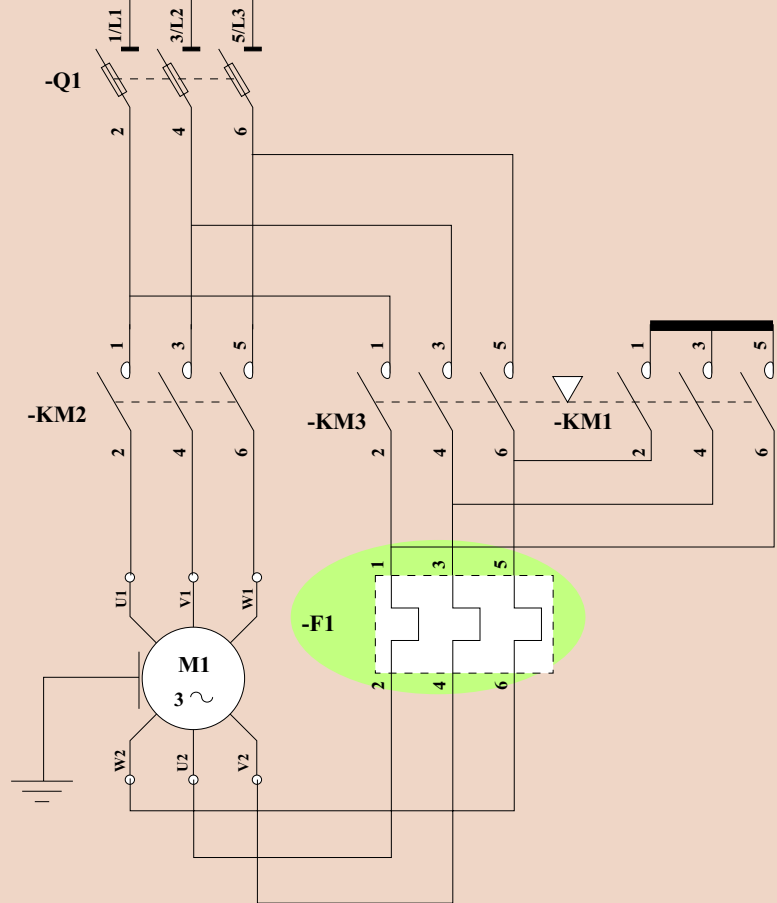 1/L1 3/L2 5/L3
-Q1
2 4 6
1 3 5 1 3 5 1 3 5
-KM2 -KM3 -KM1
2 4 6 2 4 6 2 4 6
1 3 5
U1 V1 W1
-F1
M1
3 ~
2 4 6
W2 U2 V2